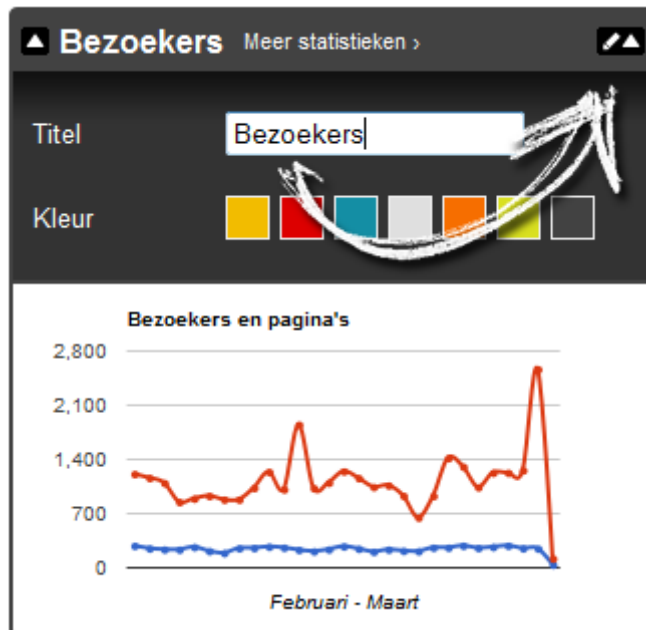 Bezoekers Meer statistieken ›
Titel Bezoekers
Kleur
Bezoekers en pagina's
2,800
2,100
1,400
700
0
Februari - Maart